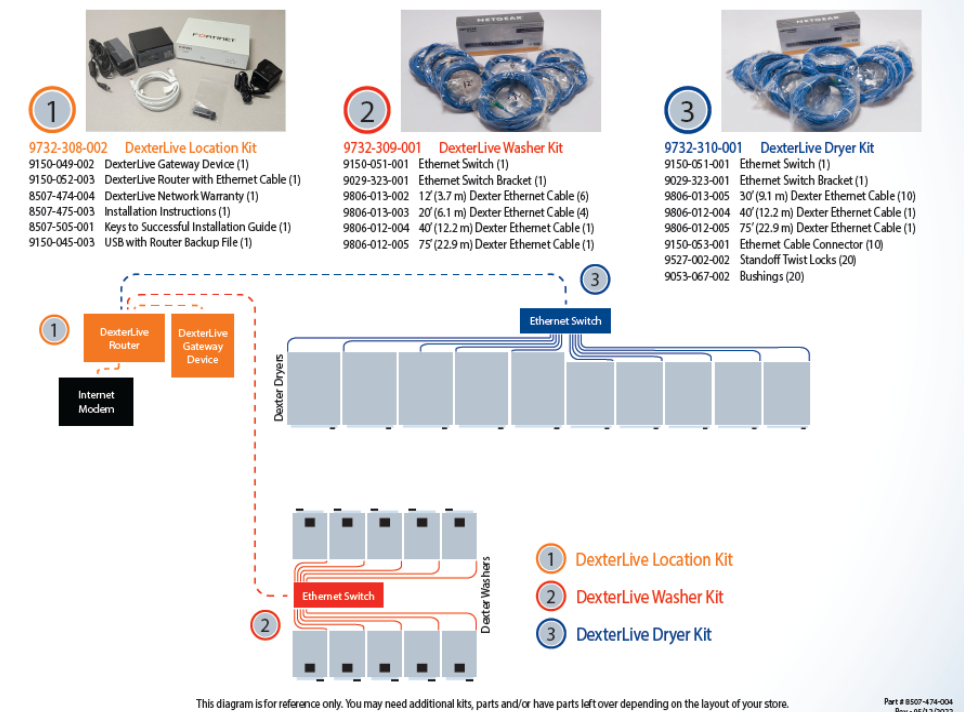 FORTINET
NETGEAR
NETGEAR
1
2
3
9732-308-002 DexterLive Location Kit
9150-049-002 DexterLive Gateway Device (1)
9150-052-003 DexterLive Router with Ethernet Cable (1)
8507-474-004 DexterLive Network Warranty (1)
8507-475-003 Installation Instructions (1)
8507-505-001 Keys to Successful Installation Guide (1)
9150-045-003 USB with Router Backup File (1)
9732-309-001 DexterLive Washer Kit
9150-051-001 Ethernet Switch (1)
9029-323-001 Ethernet Switch Bracket (1)
9806-013-002 12’ (3.7 m) Dexter Ethernet Cable (6)
9806-013-003 20’ (6.1 m) Dexter Ethernet Cable (4)
9806-012-004 40’ (12.2 m) Dexter Ethernet Cable (1)
9806-012-005 75’ (22.9 m) Dexter Ethernet Cable (1)
9732-310-001 DexterLive Dryer Kit
9150-051-001 Ethernet Switch (1)
9029-323-001 Ethernet Switch Bracket (1)
9806-013-005 30’ (9.1 m) Dexter Ethernet Cable (10)
9806-012-004 40’ (12.2 m) Dexter Ethernet Cable (1)
9806-012-005 75’ (22.9 m) Dexter Ethernet Cable (1)
9150-053-001 Ethernet Cable Connector (10)
9527-002-002 Standoff Twist Locks (20)
9053-067-002 Bushings (20)
3
1
DexterLive
Router
DexterLive
Gateway
Device
Internet
Modem
Ethernet Switch
Dexter Dryers
Ethernet Switch
2
Dexter Washers
1 DexterLive Location Kit
2 DexterLive Washer Kit
3 DexterLive Dryer Kit
This diagram is for reference only. You may need additional kits, parts and/or have parts left over depending on the layout of your store.
Part # 8507-474-004
Rev: 05/12/2022